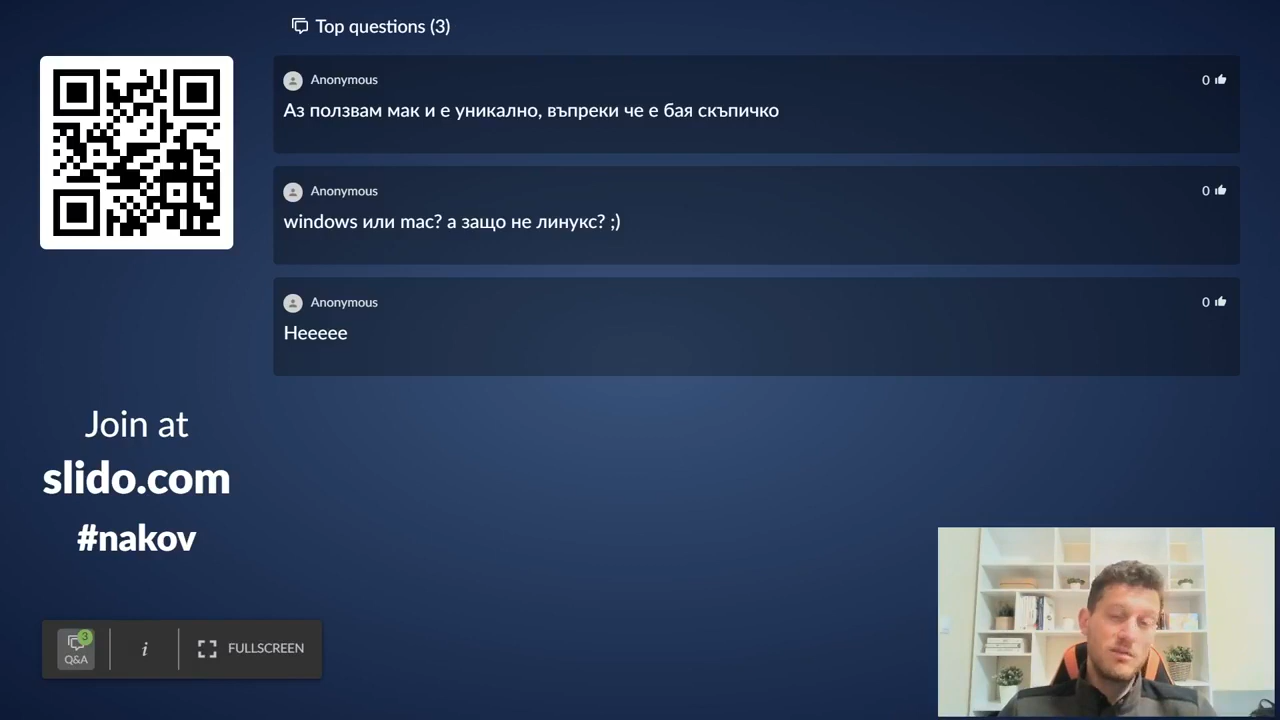 Top questions (3)
Anonymous
0
Аз ползвам мак и е уникално, въпреки че е бая скъпичко
Anonymous
0
windows или mac? а защо не линукс? ;)
Anonymous
0
Неееее
Join at
slido.com
#nakov
3
Q&A
i
FULLSCREEN